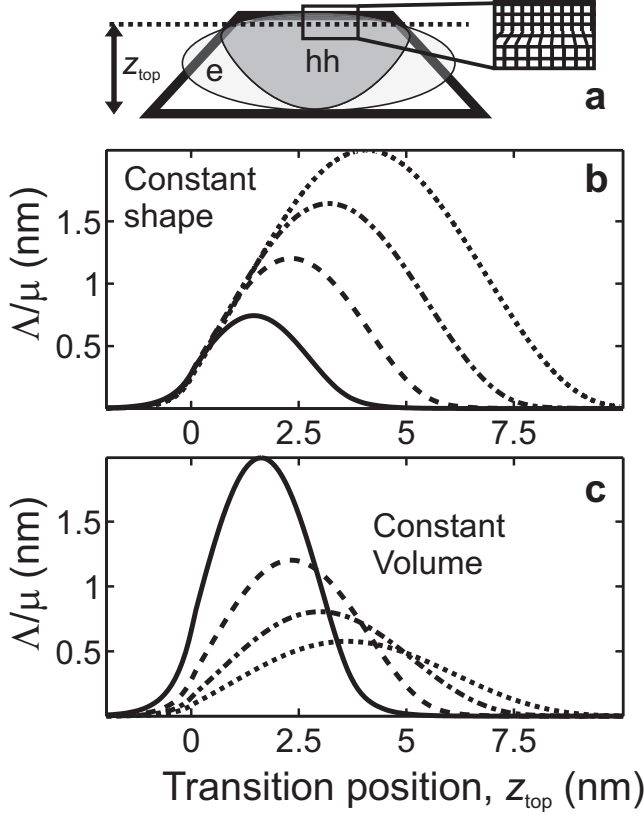 z_top
e
hh
a
Constant
shape
b
Λ/μ (nm)
1.5
1
0.5
0 2.5 5 7.5
c
Constant
Volume
Λ/μ (nm)
1.5
1
0.5
0 2.5 5 7.5
Transition position, z_top (nm)